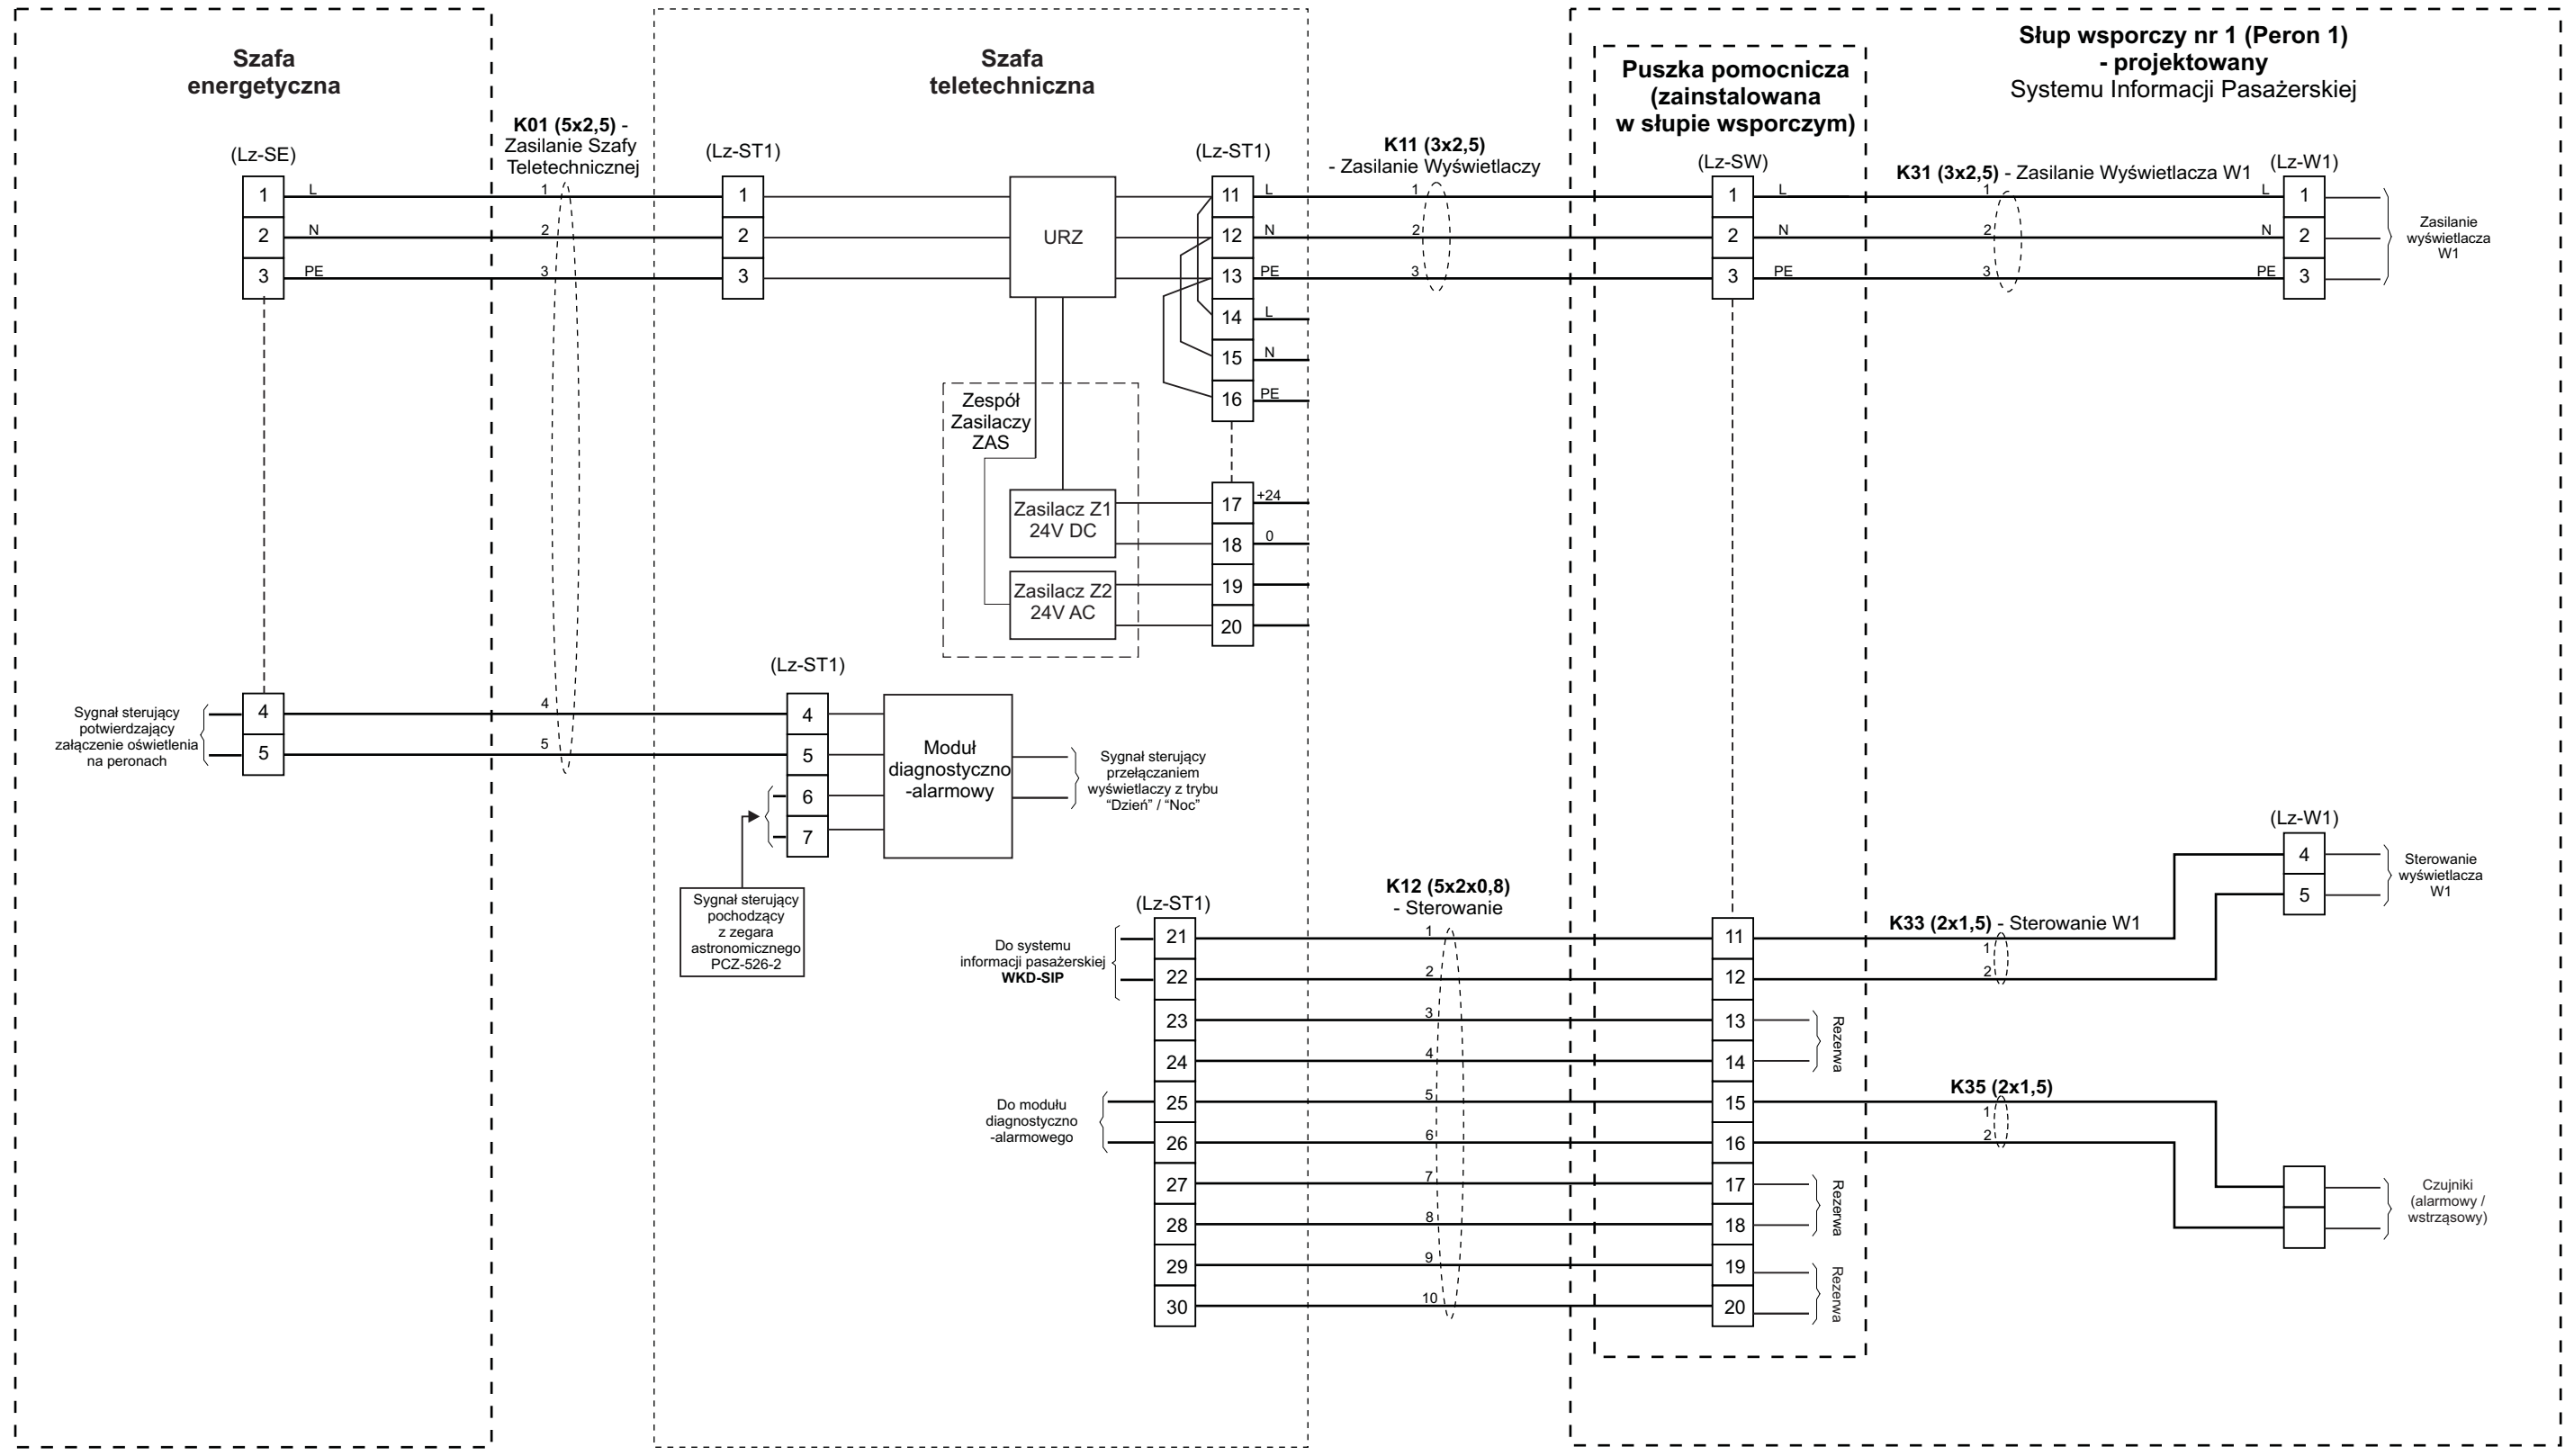 Szafa
energetyczna
(Lz-SE)
1
2
3
L
N
PE
4
5
Sygnał sterujący
potwierdzający
załączenie oświetlenia
na peronach
K01 (5x2,5) -
Zasilanie Szafy
Teletechnicznej
1
2
3
4
5
Szafa
teletechniczna
(Lz-ST1)
1
2
3
URZ
(Lz-ST1)
11
12
13
14
15
16
L
N
PE
L
N
PE
Zespół
Zasilaczy
ZAS
Zasilacz Z1
24V DC
Zasilacz Z2
24V AC
17
18
19
20
+24
0
(Lz-ST1)
4
5
6
7
Moduł
diagnostyczno
-alarmowy
Sygnał sterujący
przełączaniem
wyświetlaczy z trybu
“Dzień” / “Noc”
Sygnał sterujący
pochodzący
z zegara
astronomicznego
PCZ-526-2
(Lz-ST1)
21
22
23
24
25
26
27
28
29
30
Do systemu
informacji pasażerskiej
WKD-SIP
Do modułu
diagnostyczno
-alarmowego
K11 (3x2,5)
- Zasilanie Wyświetlaczy
1
2
3
K12 (5x2x0,8)
- Sterowanie
1
2
3
4
5
6
7
8
9
10
Słup wsporczy nr 1 (Peron 1)
- projektowany
Systemu Informacji Pasażerskiej
Puszka pomocnicza
(zainstalowana
w słupie wsporczym)
(Lz-SW)
1
2
3
L
N
PE
11
12
13
14
15
16
17
18
19
20
Rezerwa
Rezerwa
Rezerwa
K31 (3x2,5) - Zasilanie Wyświetlacza W1
1
2
3
L
N
PE
(Lz-W1)
1
2
3
Zasilanie
wyświetlacza
W1
K33 (2x1,5) - Sterowanie W1
1
2
(Lz-W1)
4
5
Sterowanie
wyświetlacza
W1
K35 (2x1,5)
1
2
Czujniki
(alarmowy /
wstrząsowy)